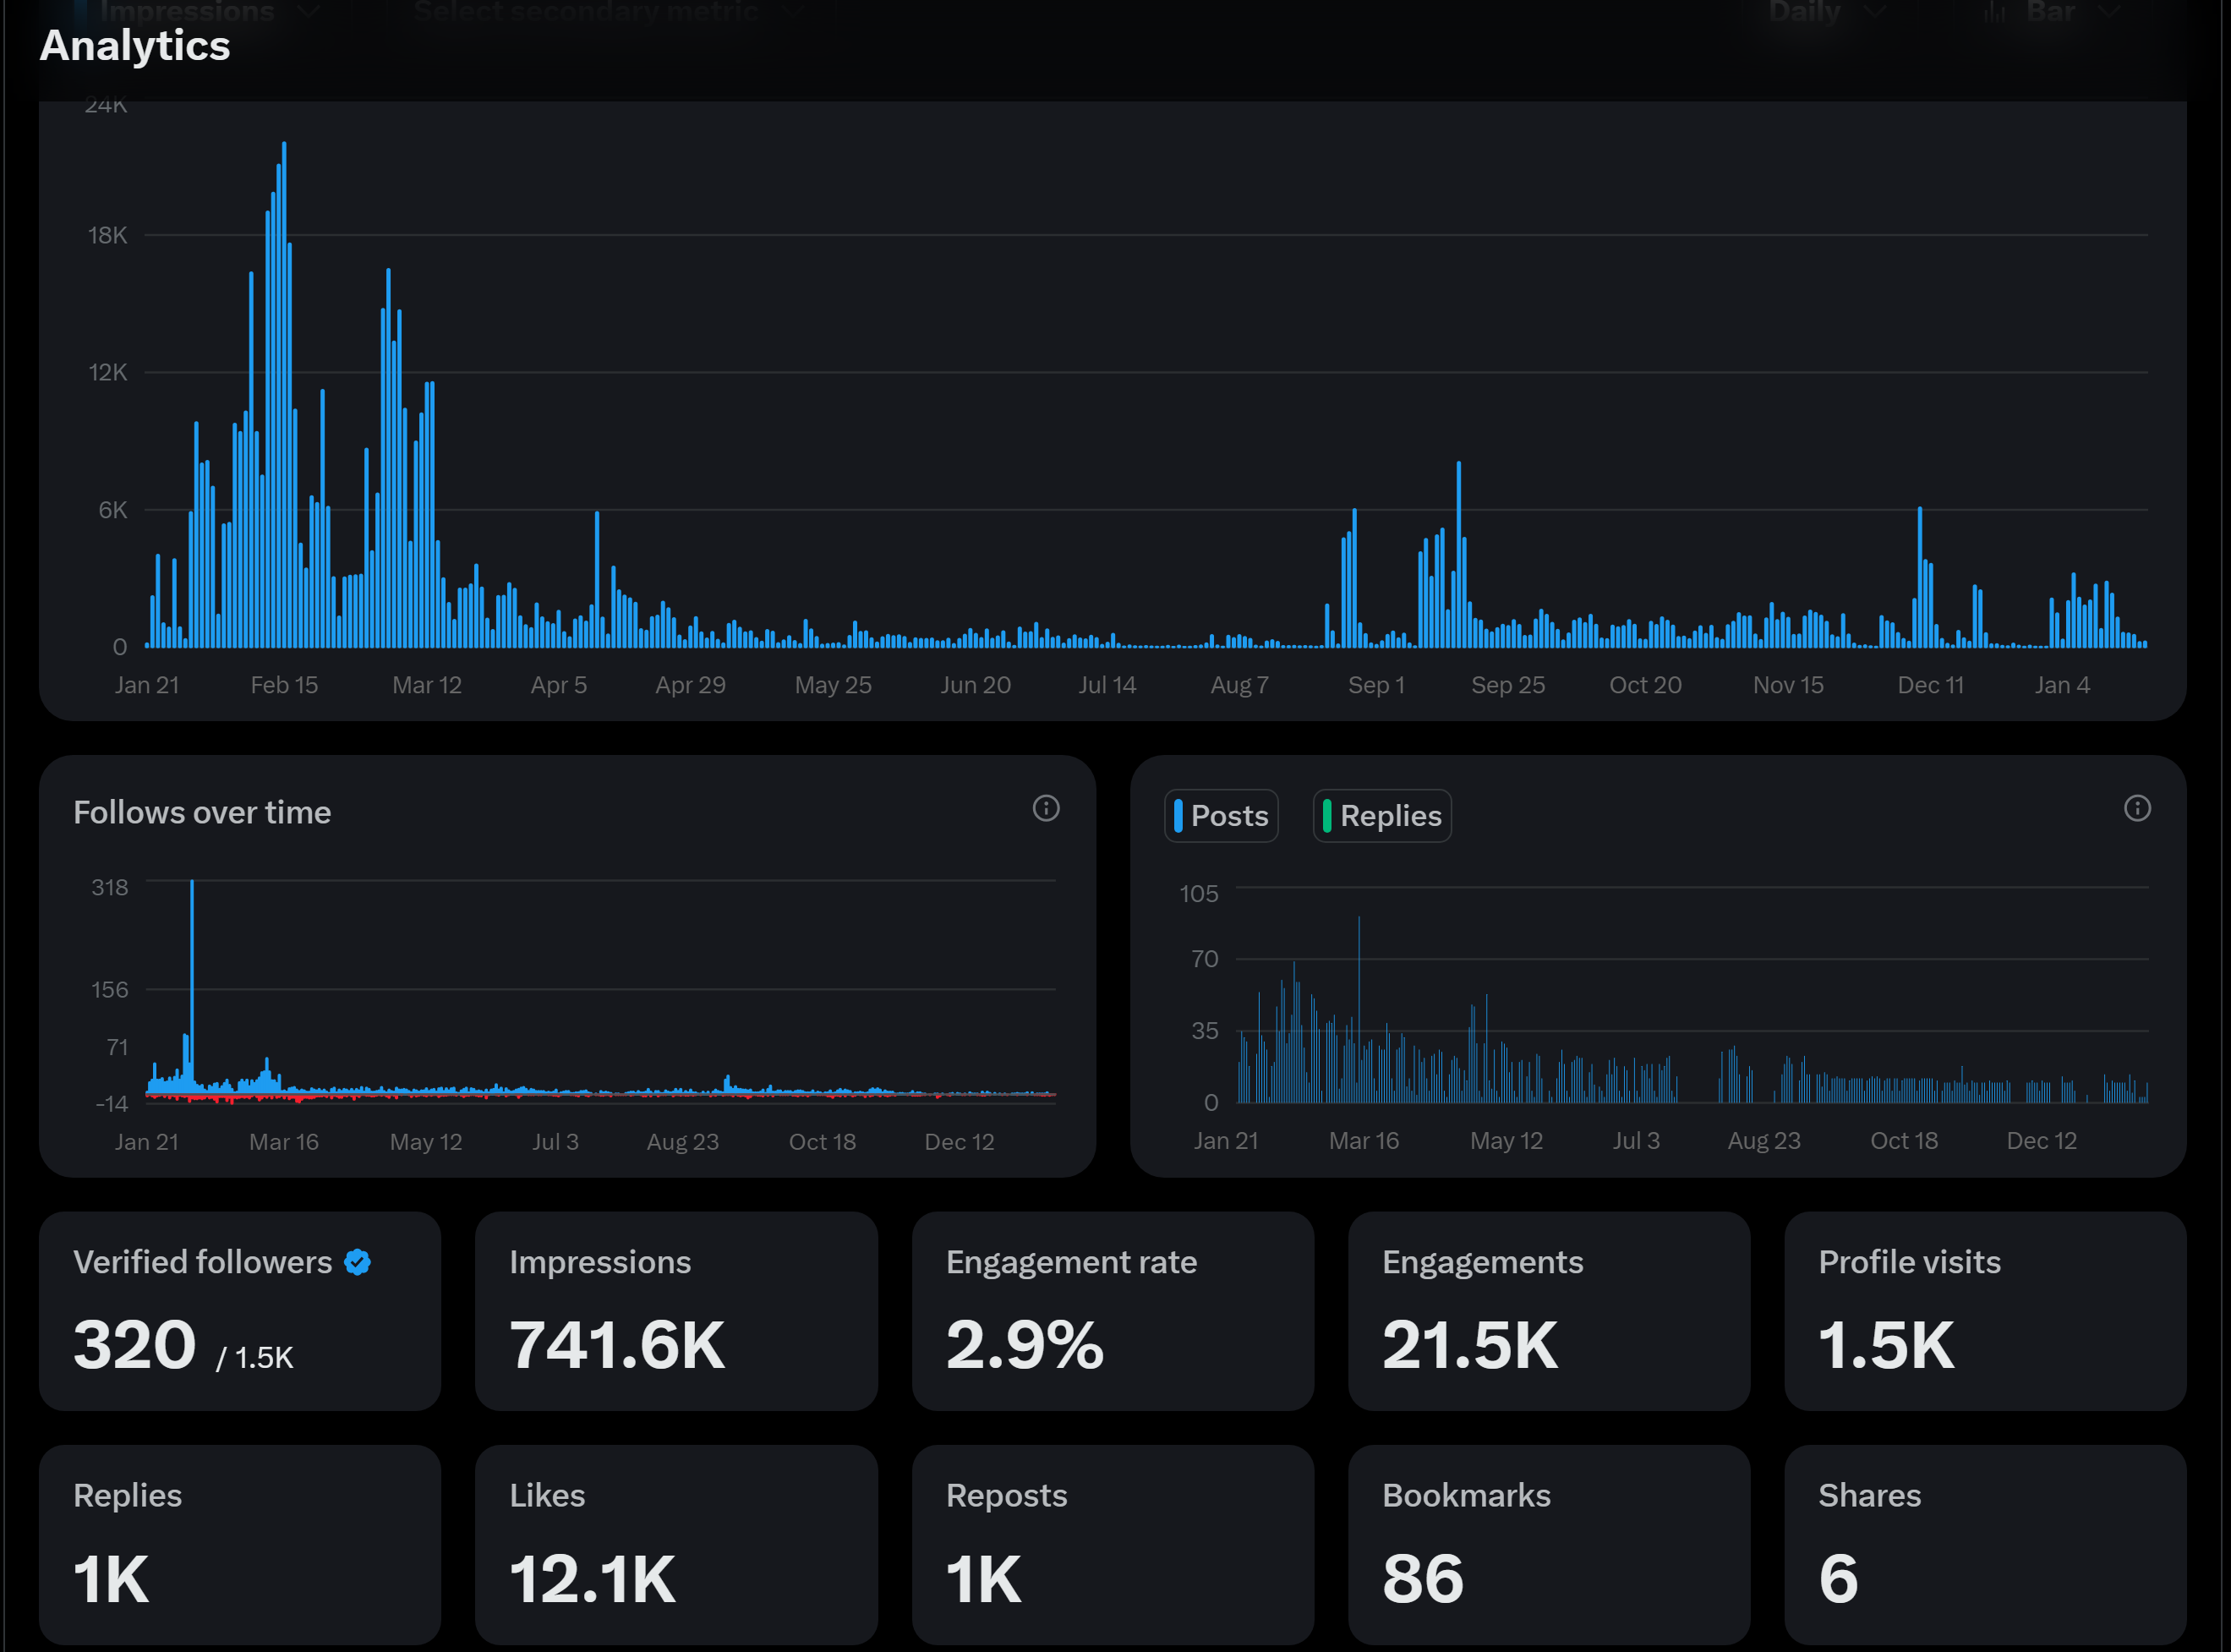 Impressions Select secondary metric Daily Bar
Analytics
24K
18K
12K
6K
0
Jan 21 Feb 15 Mar 12 Apr 5 Apr 29 May 25 Jun 20 Jul 14 Aug 7 Sep 1 Sep 25 Oct 20 Nov 15 Dec 11 Jan 4
Follows over time
318
156
71
-14
Jan 21 Mar 16 May 12 Jul 3 Aug 23 Oct 18 Dec 12
Posts Replies
105
70
35
0
Jan 21 Mar 16 May 12 Jul 3 Aug 23 Oct 18 Dec 12
Verified followers
320 / 1.5K
Impressions
741.6K
Engagement rate
2.9%
Engagements
21.5K
Profile visits
1.5K
Replies
1K
Likes
12.1K
Reposts
1K
Bookmarks
86
Shares
6